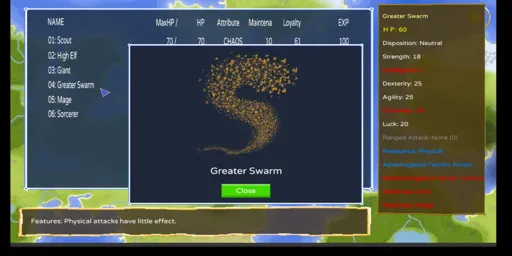 NAME MaxHP / HP Attribute Maintena Loyalty EXP
01: Scout 70 / 70 CHAOS 10 61 100
02: High Elf
03: Giant
04: Greater Swarm
05: Mage
06: Sorcerer
Greater Swarm
Close
Features: Physical attacks have little effect.
Greater Swarm
H P: 60
Disposition: Neutral
Strength: 18
Dexterity: 25
Agility: 25
Luck: 20
Ranged Attack: None (0)
Resistance: Physical